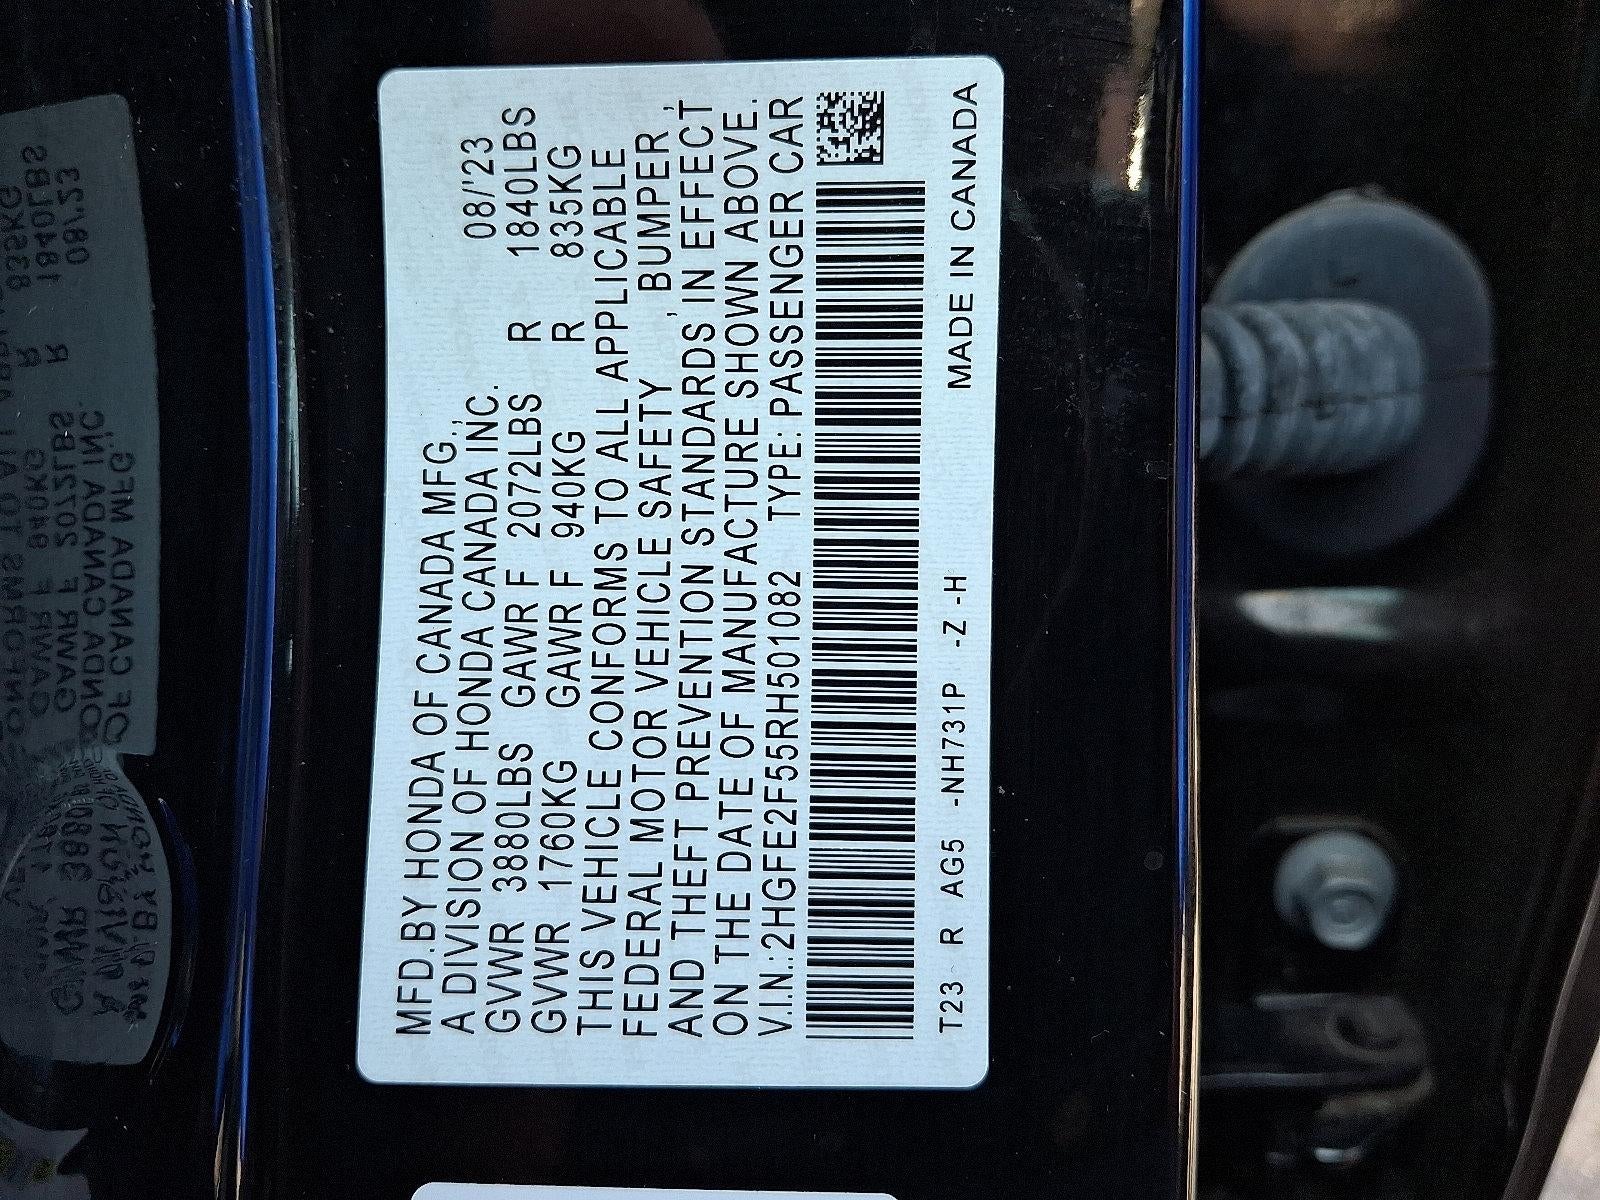 MFD.BY HONDA OF CANADA MFG.,
A DIVISION OF HONDA CANADA INC. 08/'23
GVWR 3880LBS GAWR F 2072LBS R 1840LBS
GVWR 1760KG GAWR F 940KG R 835KG
THIS VEHICLE CONFORMS TO ALL APPLICABLE
FEDERAL MOTOR VEHICLE SAFETY , BUMPER ,
AND THEFT PREVENTION STANDARDS IN EFFECT
ON THE DATE OF MANUFACTURE SHOWN ABOVE.
V.I.N.:2HGFE2F55RH501082 TYPE: PASSENGER CAR
MADE IN CANADA
T23 R AG5 -NH731P -Z -H